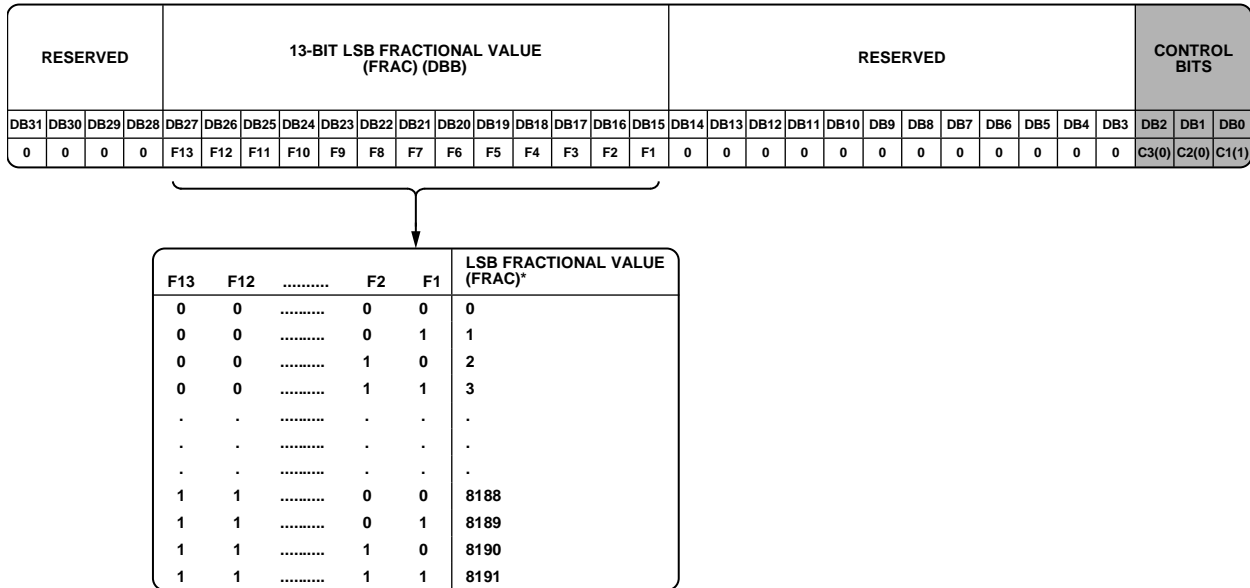 RESERVED
13-BIT LSB FRACTIONAL VALUE
(FRAC) (DBB)
RESERVED
CONTROL
BITS
DB31 DB30 DB29 DB28 DB27 DB26 DB25 DB24 DB23 DB22 DB21 DB20 DB19 DB18 DB17 DB16 DB15 DB14 DB13 DB12 DB11 DB10 DB9 DB8 DB7 DB6 DB5 DB4 DB3 DB2 DB1 DB0
0 0 0 0 F13 F12 F11 F10 F9 F8 F7 F6 F5 F4 F3 F2 F1 0 0 0 0 0 0 0 0 0 0 0 0 C3(0) C2(0) C1(1)
F13 F12 .......... F2 F1 LSB FRACTIONAL VALUE
(FRAC)*
0 0 .......... 0 0 0
0 0 .......... 0 1 1
0 0 .......... 1 0 2
0 0 .......... 1 1 3
. . .......... . . .
. . .......... . . .
. . .......... . . .
1 1 .......... 0 0 8188
1 1 .......... 0 1 8189
1 1 .......... 1 0 8190
1 1 .......... 1 1 8191